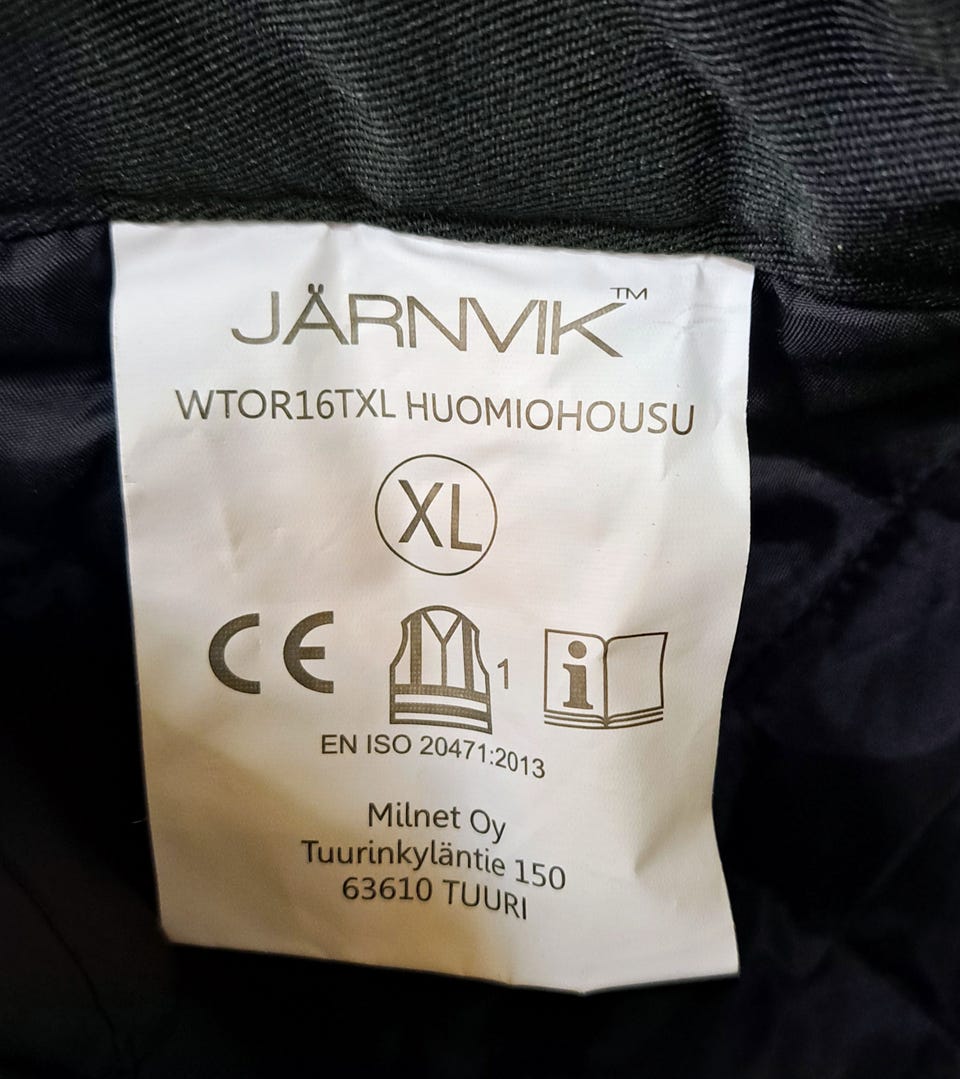 JÄRNVIK™
WTOR16TXL HUOMIOHOUSU
XL
CE 1 i
EN ISO 20471:2013
Milnet Oy
Tuurinkyläntie 150
63610 TUURI